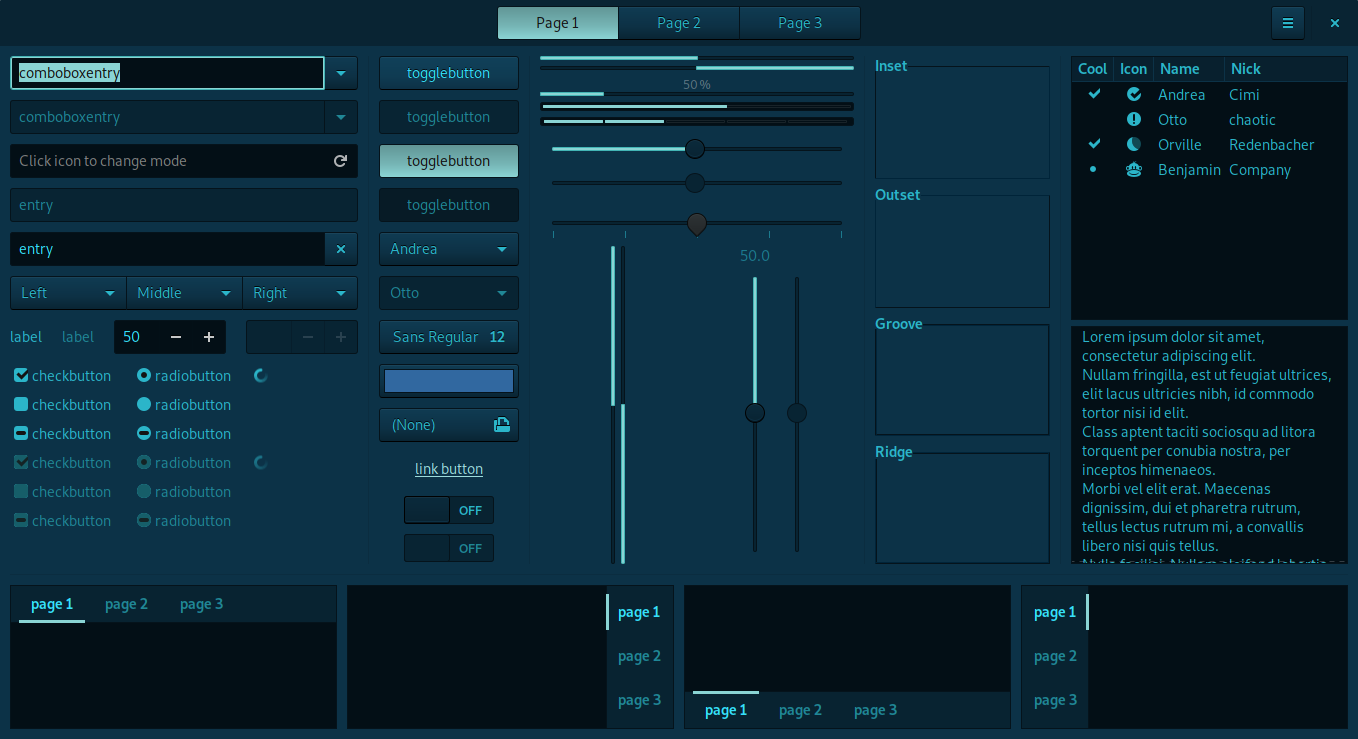 Page 1 Page 2 Page 3
comboboxentry
comboboxentry
Click icon to change mode
entry
entry
Left Middle Right
label label 50
checkbutton radiobutton
checkbutton radiobutton
checkbutton radiobutton
checkbutton radiobutton
checkbutton radiobutton
checkbutton radiobutton
togglebutton
togglebutton
togglebutton
togglebutton
Andrea
Otto
Sans Regular 12
(None)
link button
OFF
OFF
50 %
50.0
Inset
Outset
Groove
Ridge
Cool Icon Name Nick
Andrea Cimi
Otto chaotic
Orville Redenbacher
Benjamin Company
Lorem ipsum dolor sit amet,
consectetur adipiscing elit.
Nullam fringilla, est ut feugiat ultrices,
elit lacus ultricies nibh, id commodo
tortor nisi id elit.
Class aptent taciti sociosqu ad litora
torquent per conubia nostra, per
inceptos himenaeos.
Morbi vel elit erat. Maecenas
dignissim, dui et pharetra rutrum,
tellus lectus rutrum mi, a convallis
libero nisi quis tellus.
page 1 page 2 page 3
page 1
page 2
page 3
page 1 page 2 page 3
page 1
page 2
page 3